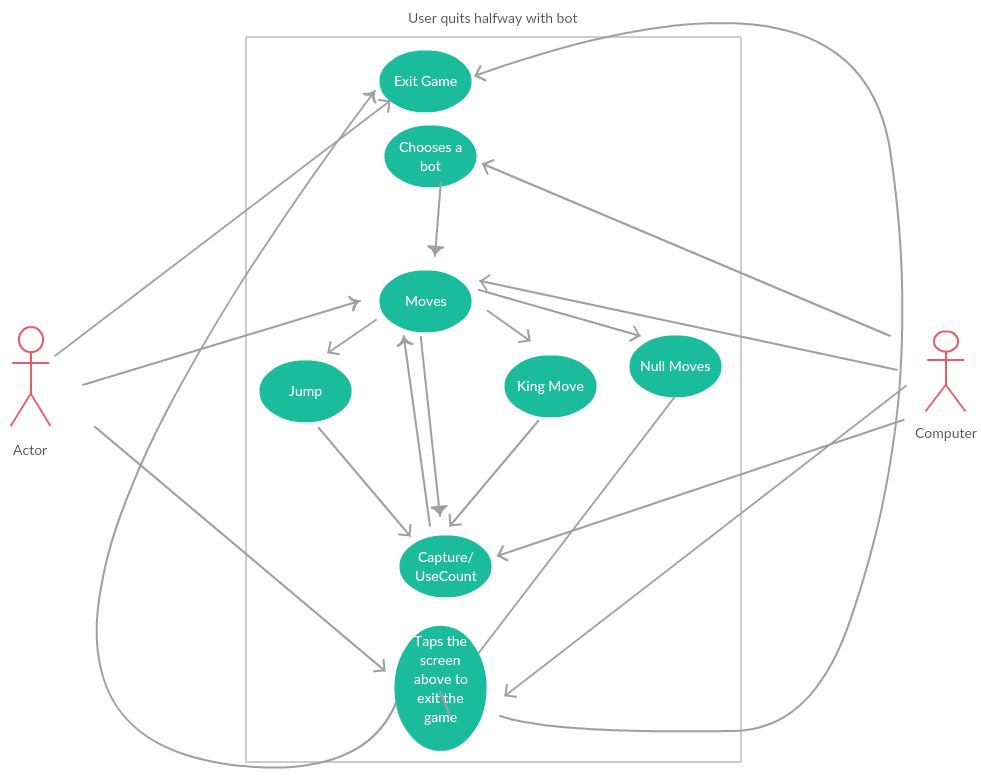 User quits halfway with bot
Exit Game
Chooses a
bot
Moves
Jump
King Move
Null Moves
Actor
Computer
Capture/
UseCount
Taps the
screen
above to
exit the
game